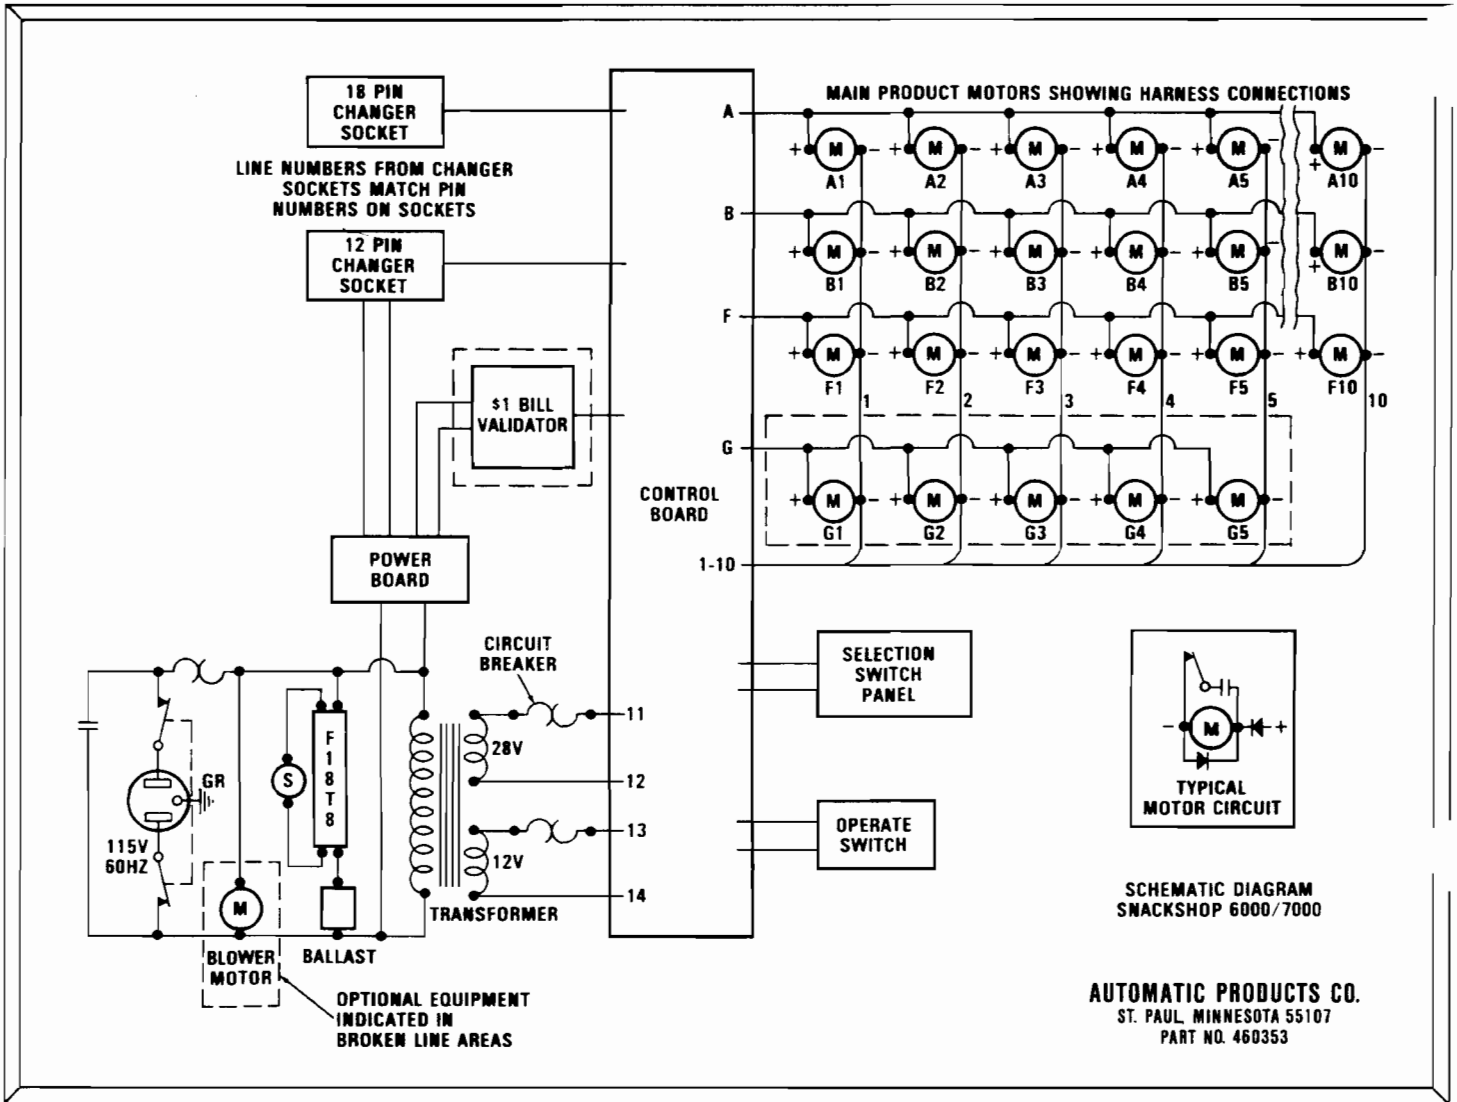 18 PIN
CHANGER
SOCKET
LINE NUMBERS FROM CHANGER
SOCKETS MATCH PIN
NUMBERS ON SOCKETS
12 PIN
CHANGER
SOCKET
$1 BILL
VALIDATOR
POWER
BOARD
CONTROL
BOARD
MAIN PRODUCT MOTORS SHOWING HARNESS CONNECTIONS
A
+ M - + M - + M - + M - + M - + M -
A1 A2 A3 A4 A5 A10
B
+ M - + M - + M - + M - + M - + M -
B1 B2 B3 B4 B5 B10
F
+ M - + M - + M - + M - + M - + M -
F1 F2 F3 F4 F5 F10
1 2 3 4 5 10
G
+ M - + M - + M - + M - + M -
G1 G2 G3 G4 G5
1-10
CIRCUIT
BREAKER
11
28V
12
13
12V
14
TRANSFORMER
GR
115V
60HZ
S
F18T8
M
BLOWER
MOTOR
BALLAST
OPTIONAL EQUIPMENT
INDICATED IN
BROKEN LINE AREAS
SELECTION
SWITCH
PANEL
OPERATE
SWITCH
- M +
TYPICAL
MOTOR CIRCUIT
SCHEMATIC DIAGRAM
SNACKSHOP 6000/7000
AUTOMATIC PRODUCTS CO.
ST. PAUL, MINNESOTA 55107
PART NO. 460353